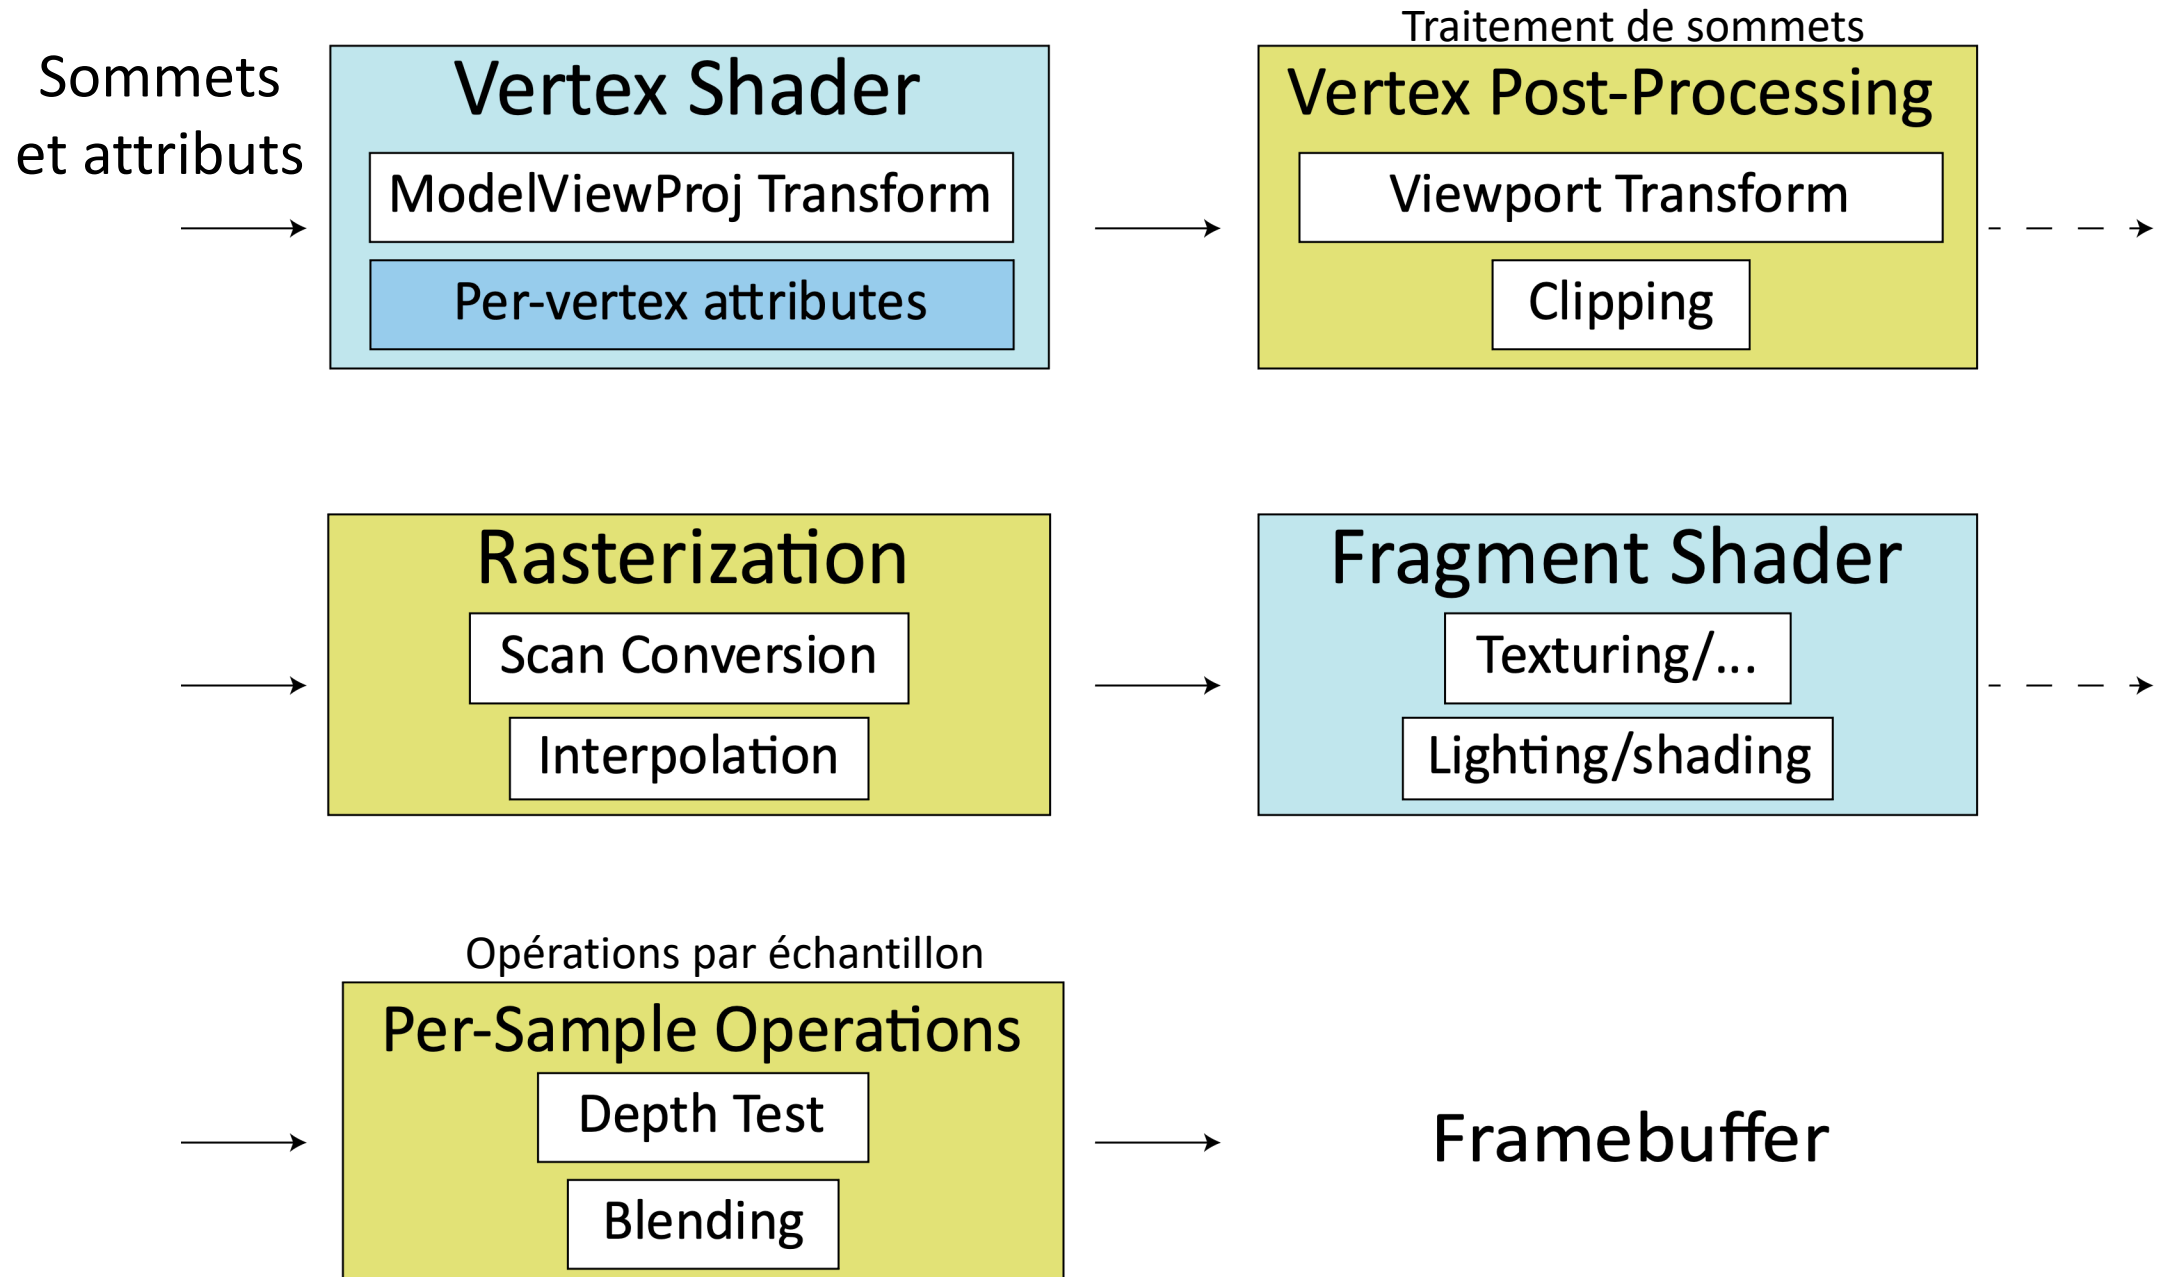 Sommets
et attributs
Vertex Shader
ModelViewProj Transform
Per-vertex attributes
Traitement de sommets
Vertex Post-Processing
Viewport Transform
Clipping
Rasterization
Scan Conversion
Interpolation
Fragment Shader
Texturing/...
Lighting/shading
Opérations par échantillon
Per-Sample Operations
Depth Test
Blending
Framebuffer